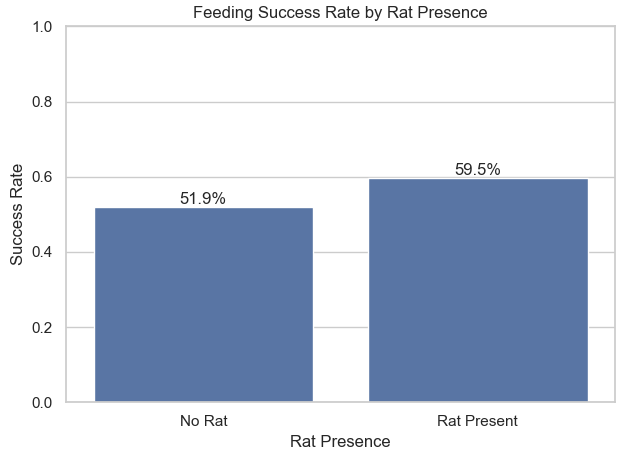 Feeding Success Rate by Rat Presence
1.0
0.8
0.6
0.4
0.2
0.0
Success Rate
51.9%
59.5%
No Rat
Rat Present
Rat Presence